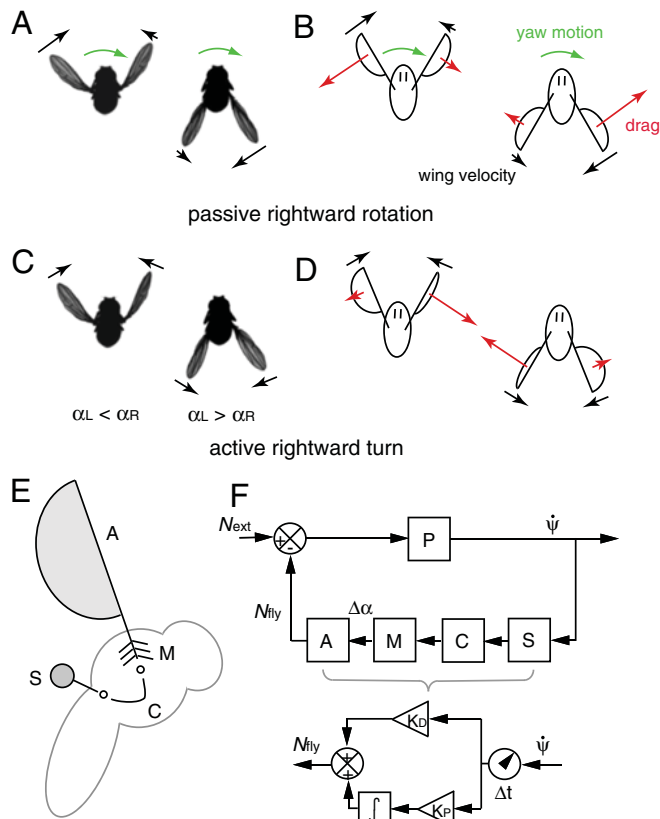 A
B
yaw motion
drag
wing velocity
passive rightward rotation
C
D
αL < αR
αL > αR
active rightward turn
E
A
M
S
C
F
Next
+
-
P
ψ̇
Nfly
Δα
A
M
C
S
KD
Nfly
+
+
ψ̇
Δt
∫
KP